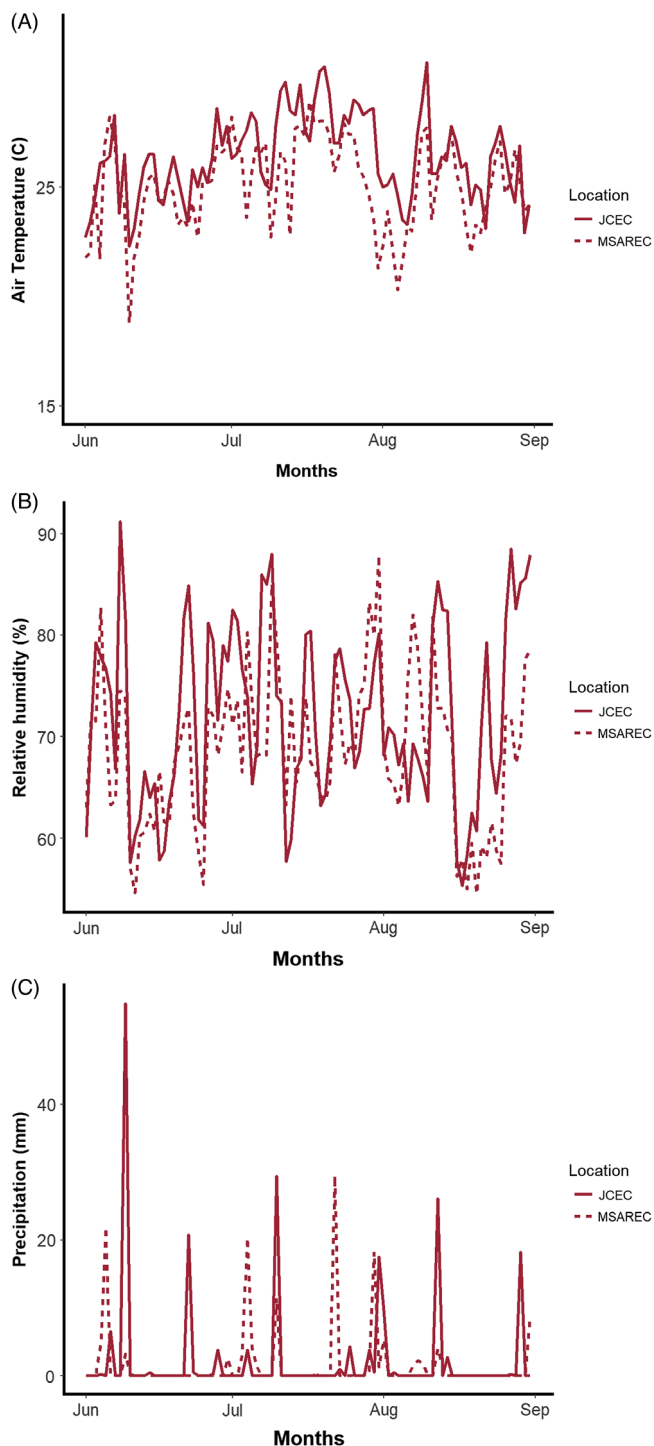 (A)
Air Temperature (C)
25
15
Jun
Jul
Aug
Sep
Months
Location
JCEC
MSAREC
(B)
Relative humidity (%)
90
80
70
60
Jun
Jul
Aug
Sep
Months
Location
JCEC
MSAREC
(C)
Precipitation (mm)
40
20
0
Jun
Jul
Aug
Sep
Months
Location
JCEC
MSAREC